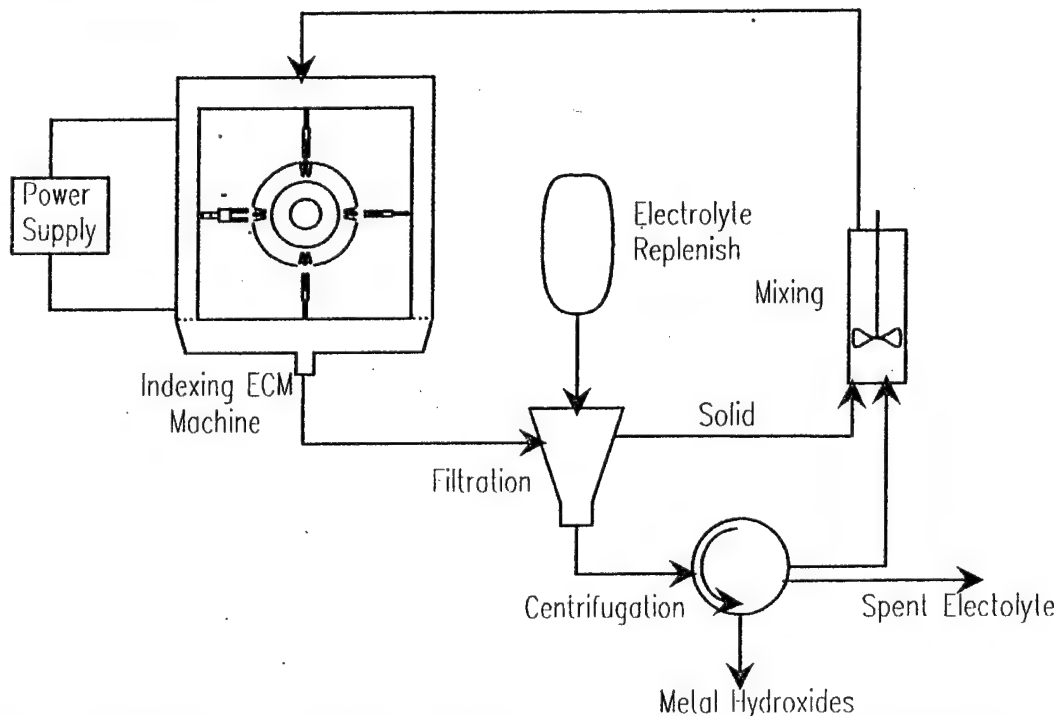 Power
Supply
Electrolyte
Replenish
Mixing
Indexing ECM
Machine
Solid
Filtration
Centrifugation
Spent Electolyte
Metal Hydroxides